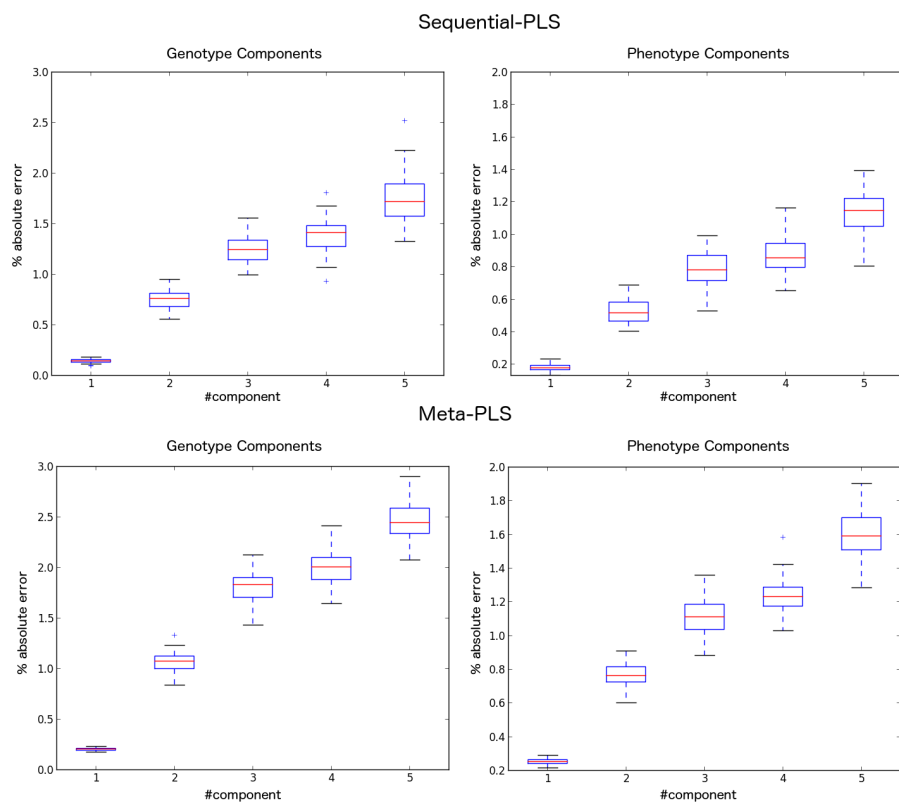 Sequential-PLS
Genotype Components
% absolute error
3.0
2.5
2.0
1.5
1.0
0.5
0.0
1 2 3 4 5
#component
Phenotype Components
% absolute error
2.0
1.8
1.6
1.4
1.2
1.0
0.8
0.6
0.4
0.2
1 2 3 4 5
#component
Meta-PLS
Genotype Components
% absolute error
3.0
2.5
2.0
1.5
1.0
0.5
0.0
1 2 3 4 5
#component
Phenotype Components
% absolute error
2.0
1.8
1.6
1.4
1.2
1.0
0.8
0.6
0.4
0.2
1 2 3 4 5
#component